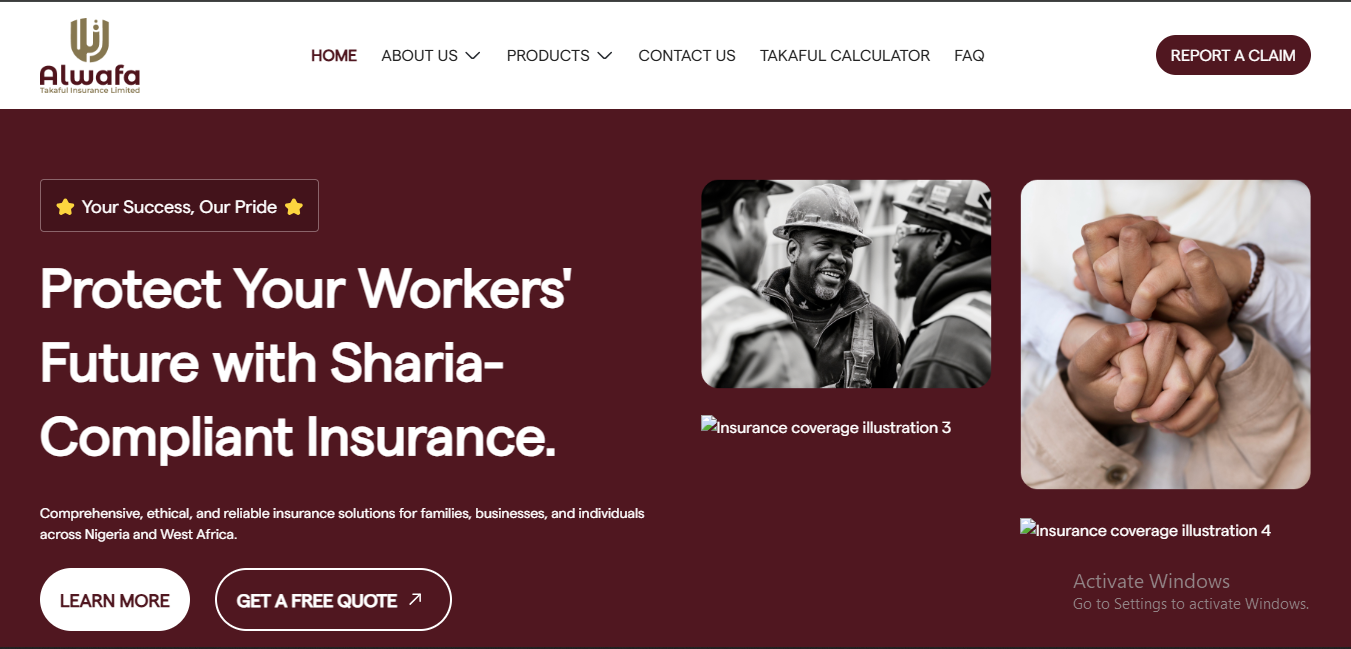 Alwafa
Takaful Insurance Limited
HOME ABOUT US PRODUCTS CONTACT US TAKAFUL CALCULATOR FAQ
REPORT A CLAIM
Your Success, Our Pride
Protect Your Workers'
Future with Sharia-
Compliant Insurance.
Comprehensive, ethical, and reliable insurance solutions for families, businesses, and individuals
across Nigeria and West Africa.
LEARN MORE
GET A FREE QUOTE
Insurance coverage illustration 3
Insurance coverage illustration 4
Activate Windows
Go to Settings to activate Windows.